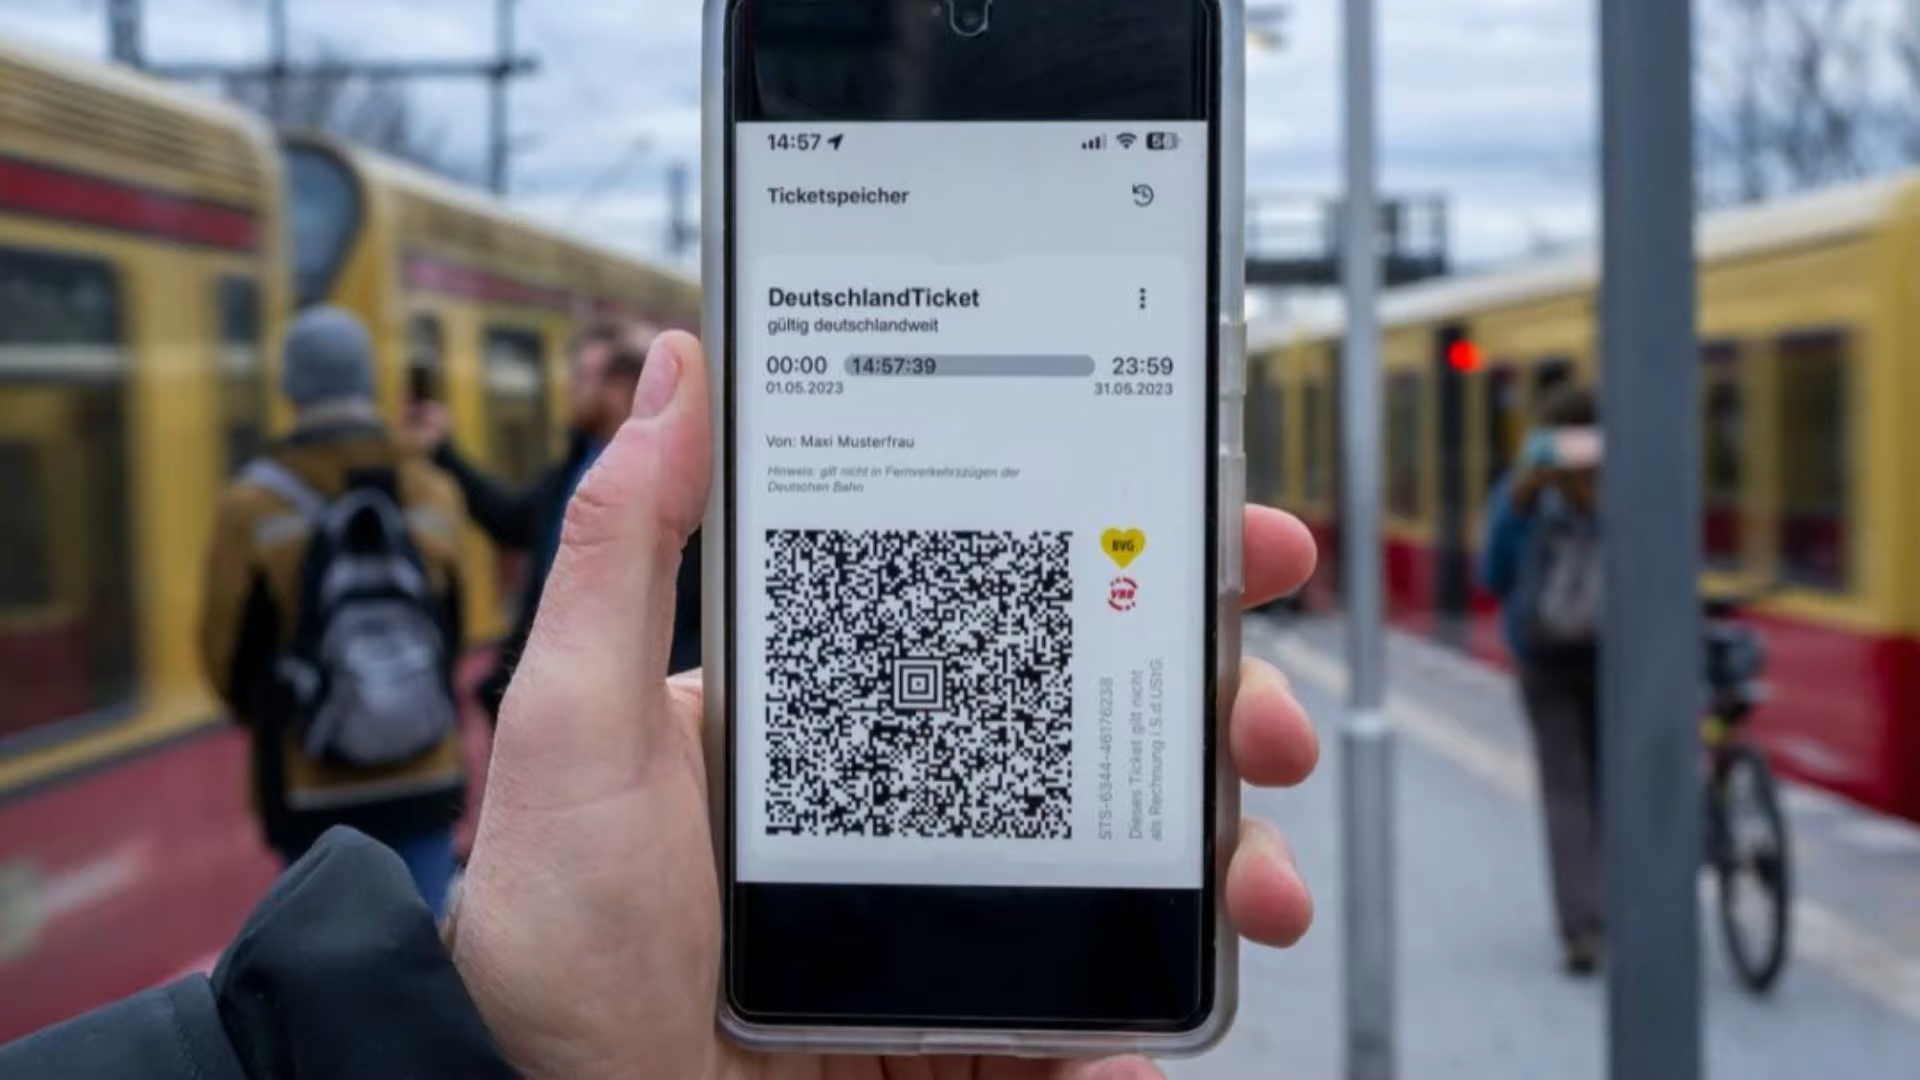 14:57
56
Ticketspeicher
DeutschlandTicket
gültig deutschlandweit
00:00 14:57:39 23:59
01.05.2023 31.05.2023
Von: Maxi Musterfrau
Hinweis: gilt nicht in Fernverkehrszügen der
Deutschen Bahn
BVG
VBB
STS-6344-46176238
Dieses Ticket gilt nicht
als Rechnung i.S.d.UStG